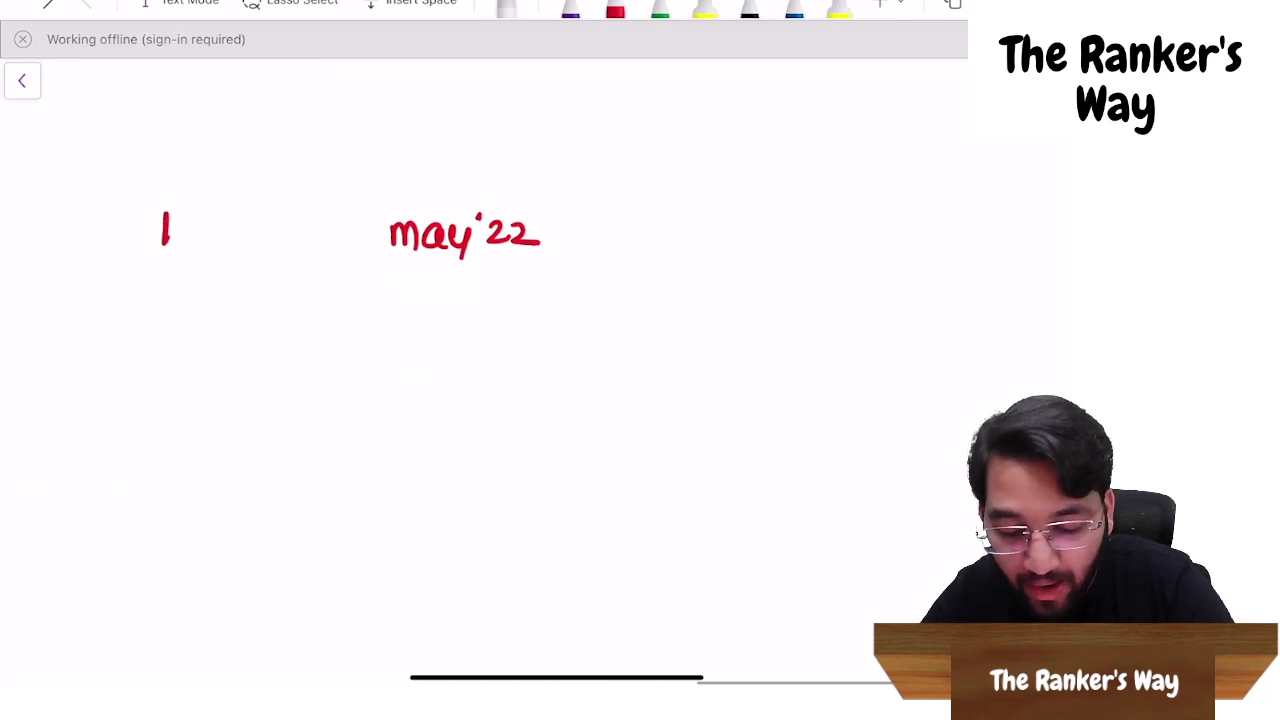 Text Mode Lasso Select Insert Space
Working offline (sign-in required)
The Ranker's
Way
1 may'22
The Ranker's Way